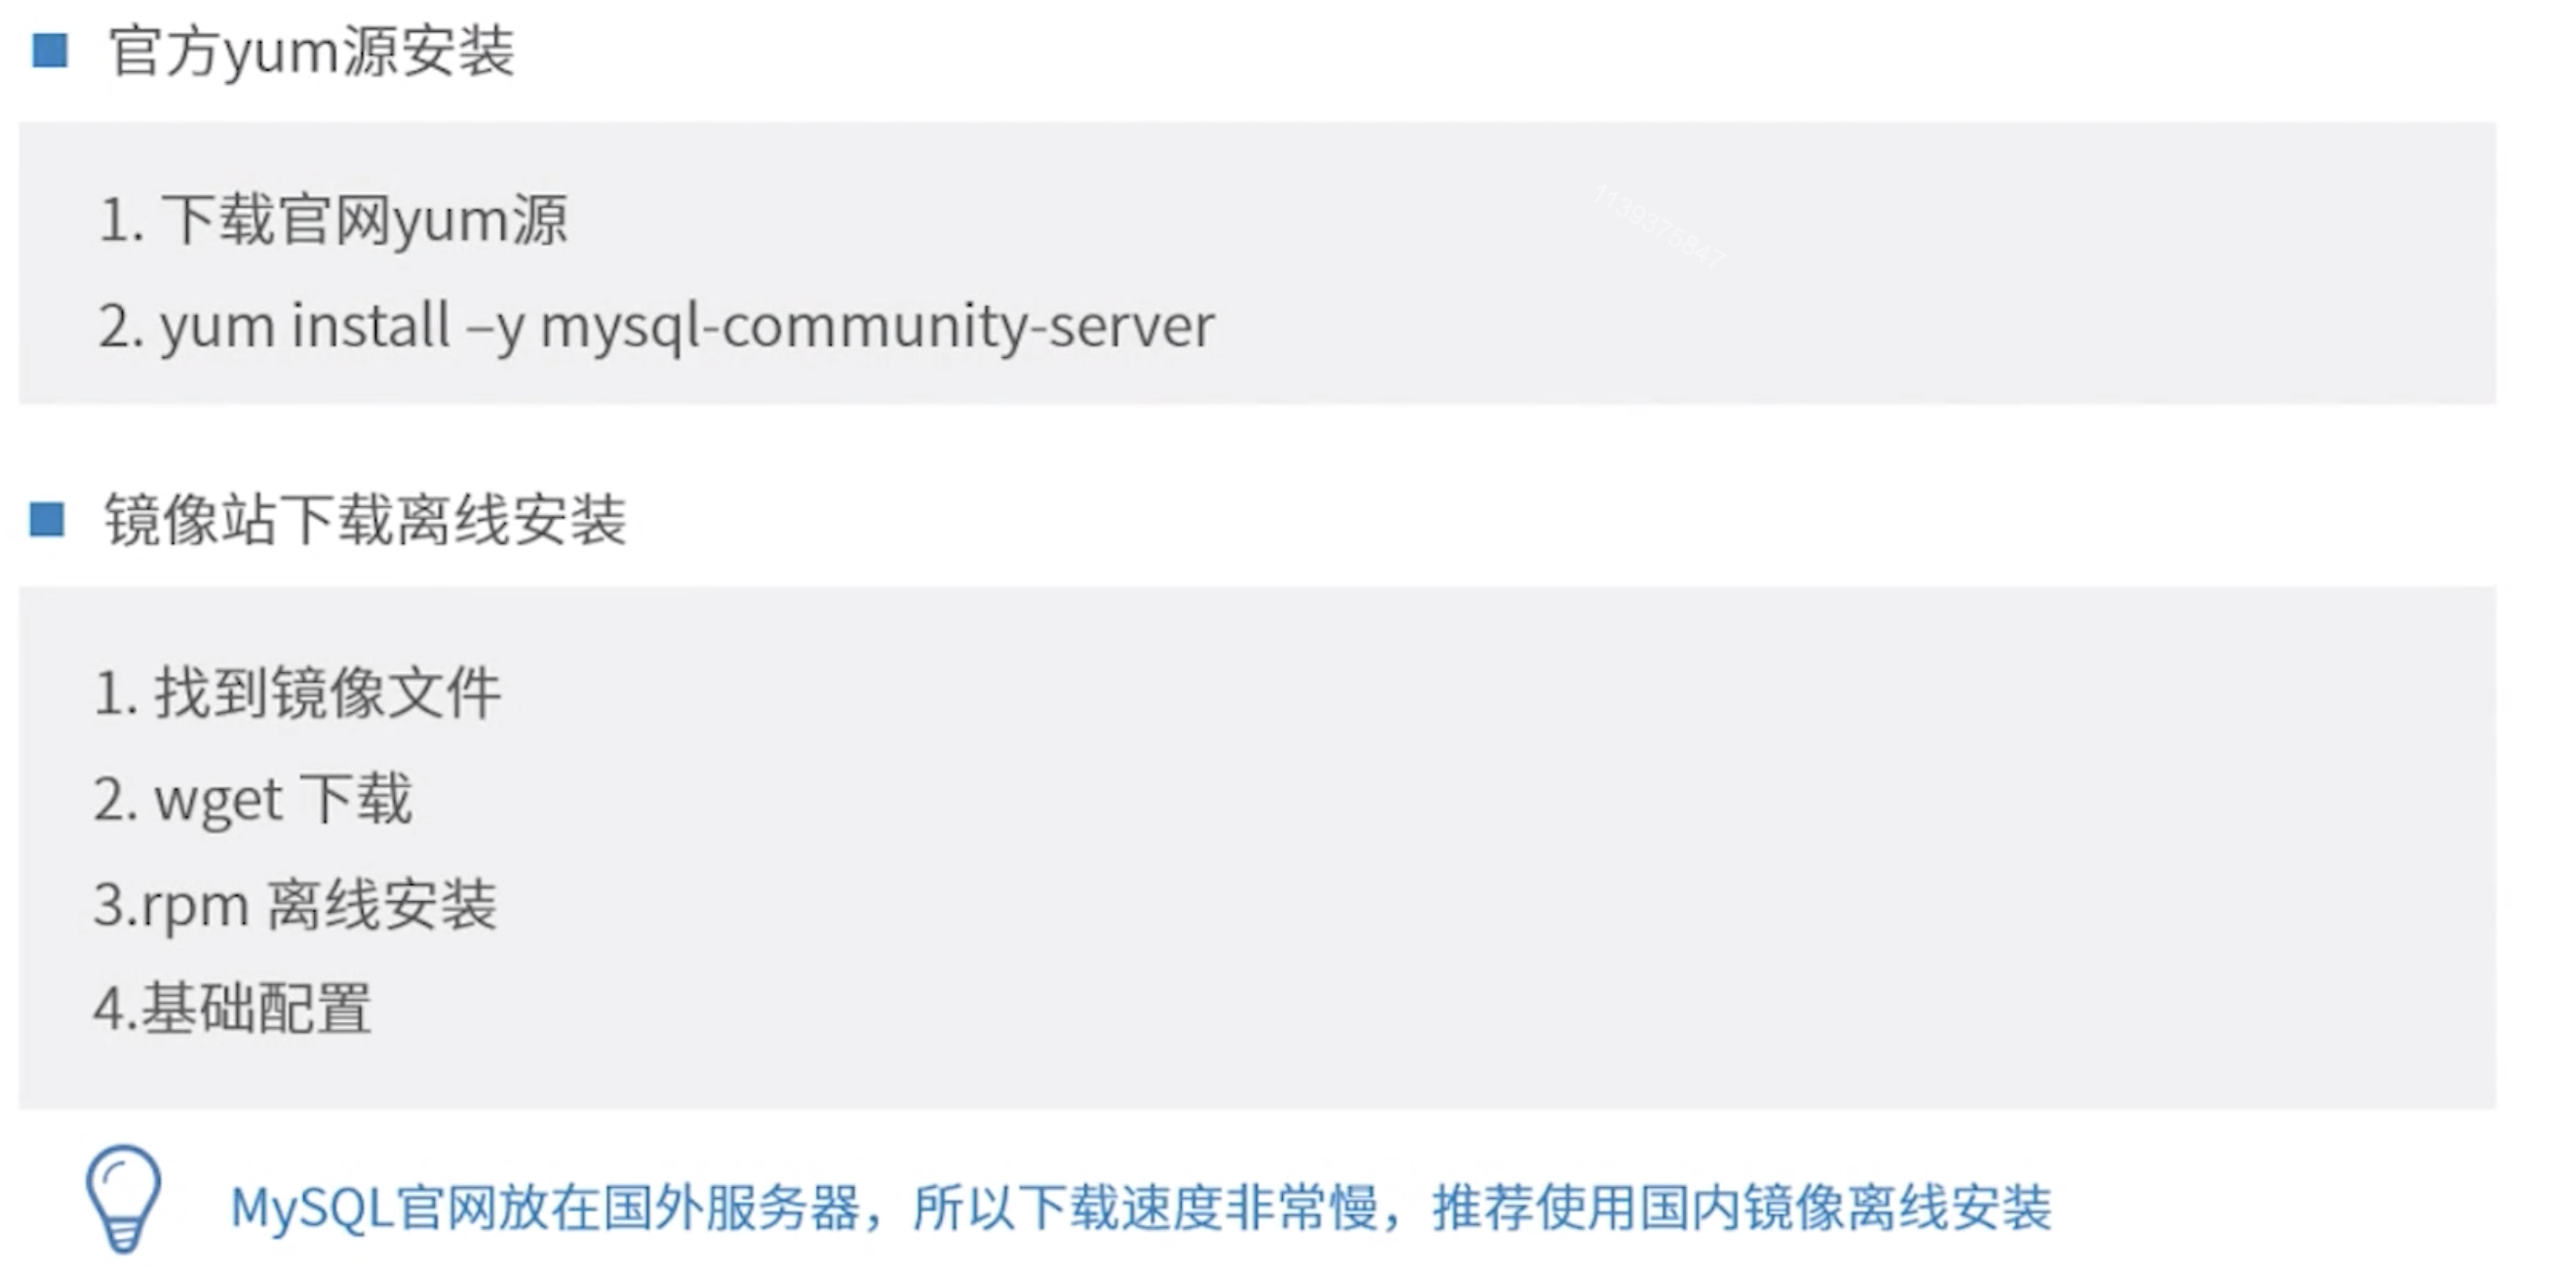 官方yum源安装
1. 下载官网yum源
1139375847
2. yum install –y mysql-community-server
镜像站下载离线安装
1. 找到镜像文件
2. wget 下载
3.rpm 离线安装
4.基础配置
MySQL官网放在国外服务器，所以下载速度非常慢，推荐使用国内镜像离线安装